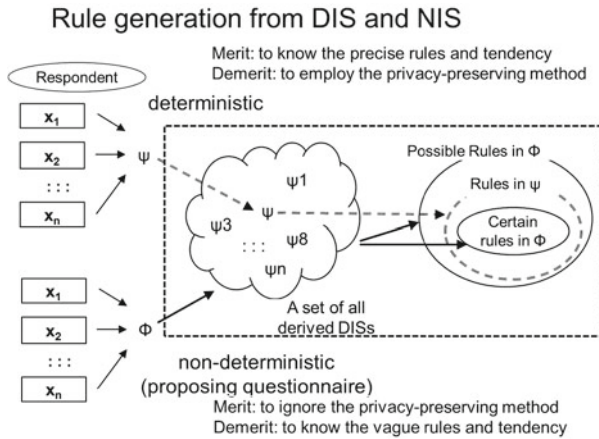 Rule generation from DIS and NIS
Merit: to know the precise rules and tendency
Demerit: to employ the privacy-preserving method
Respondent
deterministic
x1
x2
:::
xn
ψ
ψ1
ψ
ψ3
ψ8
:::
ψn
A set of all
derived DISs
Possible Rules in Φ
Rules in ψ
Certain
rules in Φ
x1
x2
:::
xn
Φ
non-deterministic
(proposing questionnaire)
Merit: to ignore the privacy-preserving method
Demerit: to know the vague rules and tendency